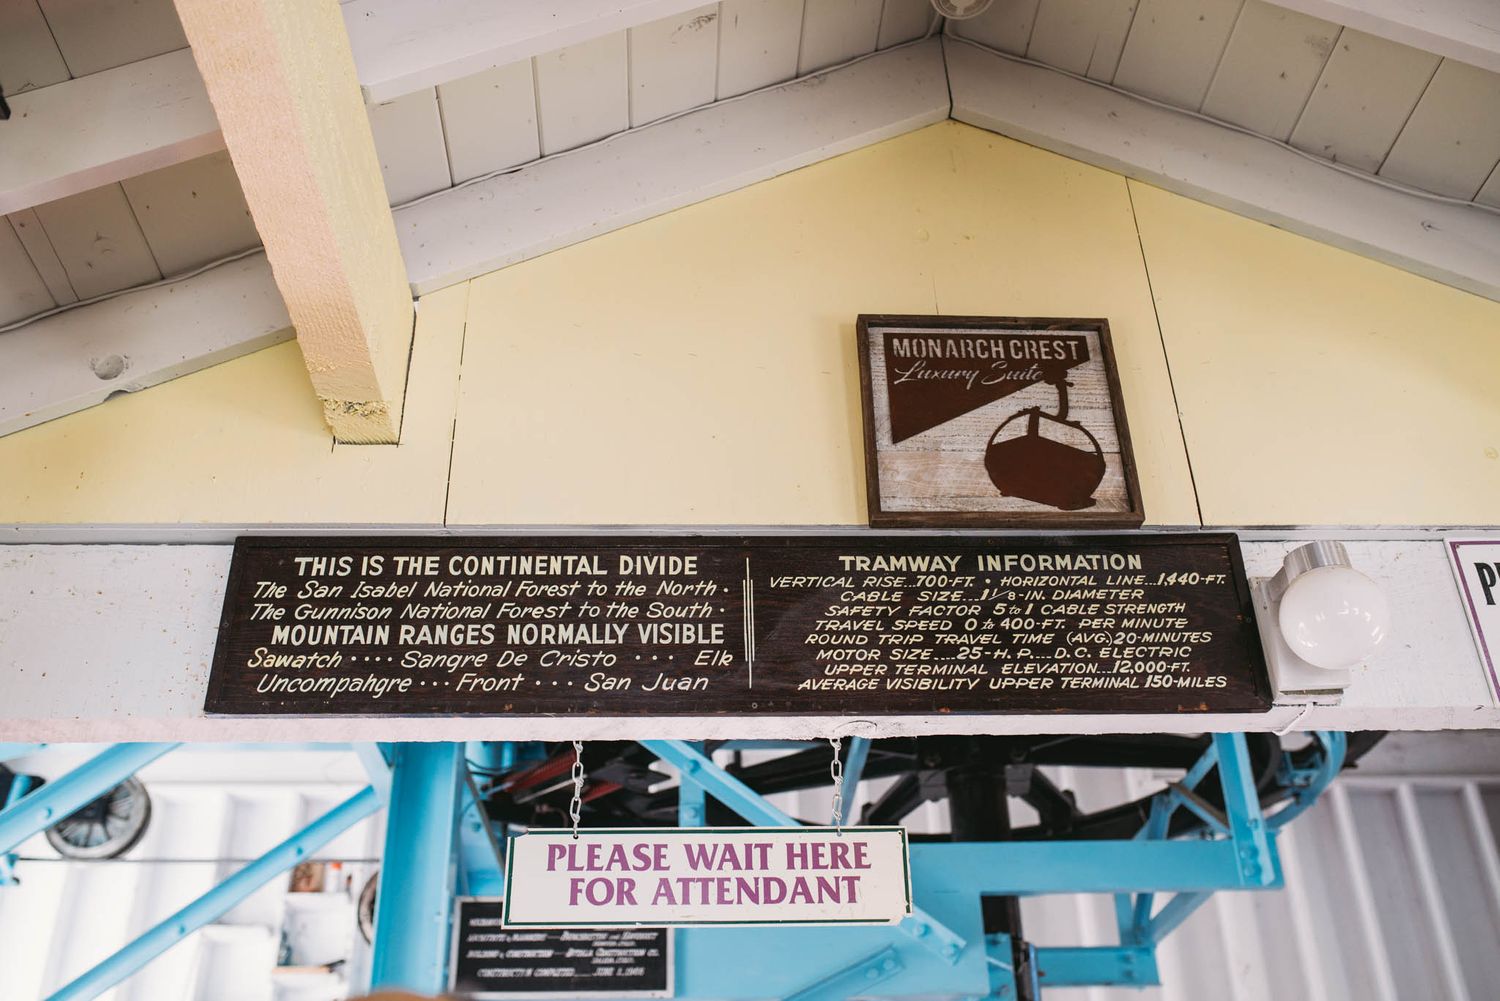 MONARCH CREST
Luxury Suite
THIS IS THE CONTINENTAL DIVIDE
The San Isabel National Forest to the North.
The Gunnison National Forest to the South.
MOUNTAIN RANGES NORMALLY VISIBLE
Sawatch .... Sangre De Cristo ... Elk
Uncompahgre ... Front ... San Juan
TRAMWAY INFORMATION
VERTICAL RISE...700-FT. • HORIZONTAL LINE...1,440-FT.
CABLE SIZE...1 1/8-IN. DIAMETER
SAFETY FACTOR 5 to 1 CABLE STRENGTH
TRAVEL SPEED 0 to 400-FT. PER MINUTE
ROUND TRIP TRAVEL TIME (AVG.) 20-MINUTES
MOTOR SIZE....25-H.P....D.C. ELECTRIC
UPPER TERMINAL ELEVATION...12,000-FT.
AVERAGE VISIBILITY UPPER TERMINAL 150-MILES
PLEASE WAIT HERE
FOR ATTENDANT
CONSTRUCTION CO.
CONSTRUCTION COMPLETED